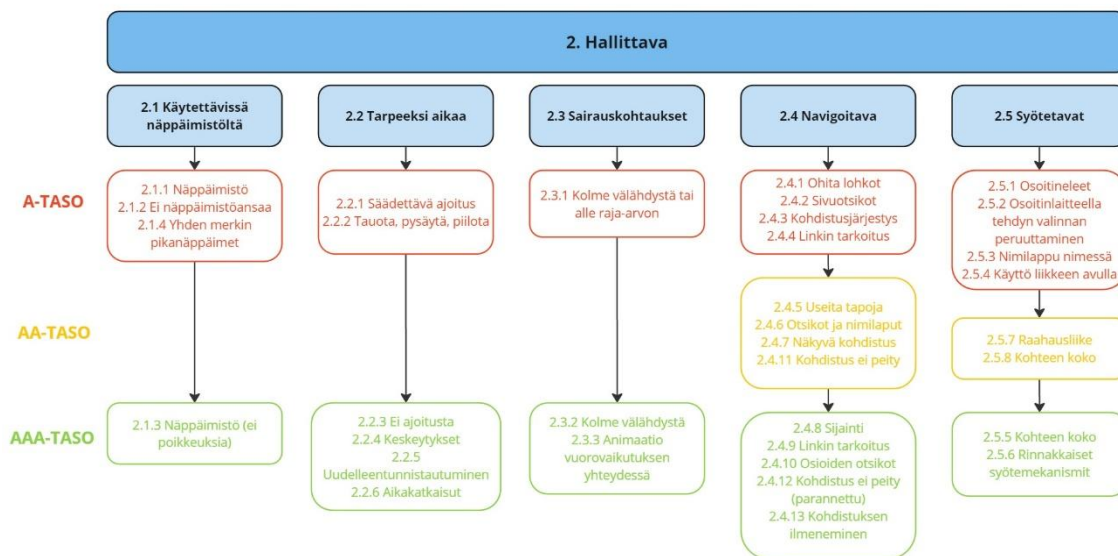 2. Hallittava
2.1 Käytettävissä
näppäimistöltä
2.2 Tarpeeksi aikaa
2.3 Sairauskohtaukset
2.4 Navigoitava
2.5 Syötetavat
A-TASO
2.1.1 Näppäimistö
2.1.2 Ei näppäimistöansaa
2.1.4 Yhden merkin
pikanäppäimet
2.2.1 Säädettävä ajoitus
2.2.2 Tauota, pysäytä, piilota
2.3.1 Kolme välähdystä tai
alle raja-arvon
2.4.1 Ohita lohkot
2.4.2 Sivuotsikot
2.4.3 Kohdistusjärjestys
2.4.4 Linkin tarkoitus
2.5.1 Osoitineleet
2.5.2 Osoitinlaitteella
tehdyn valinnan
peruuttaminen
2.5.3 Nimilappu nimessä
2.5.4 Käyttö liikkeen avulla
AA-TASO
2.4.5 Useita tapoja
2.4.6 Otsikot ja nimilaput
2.4.7 Näkyvä kohdistus
2.4.11 Kohdistus ei peity
2.5.7 Raahausliike
2.5.8 Kohteen koko
AAA-TASO
2.1.3 Näppäimistö (ei
poikkeuksia)
2.2.3 Ei ajoitusta
2.2.4 Keskeytykset
2.2.5
Uudelleentunnistautuminen
2.2.6 Aikakatkaisut
2.3.2 Kolme välähdystä
2.3.3 Animaatio
vuorovaikutuksen
yhteydessä
2.4.8 Sijainti
2.4.9 Linkin tarkoitus
2.4.10 Osioiden otsikot
2.4.12 Kohdistus ei peity
(parannettu)
2.4.13 Kohdistuksen
ilmeneminen
2.5.5 Kohteen koko
2.5.6 Rinnakkaiset
syötemekanismit